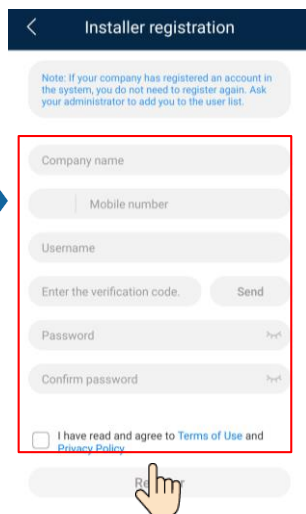 Installer registration
Note: If your company has registered an account in
the system, you do not need to register again. Ask
your administrator to add you to the user list.
Company name
Mobile number
Username
Enter the verification code. Send
Password
Confirm password
I have read and agree to Terms of Use and
Privacy Policy